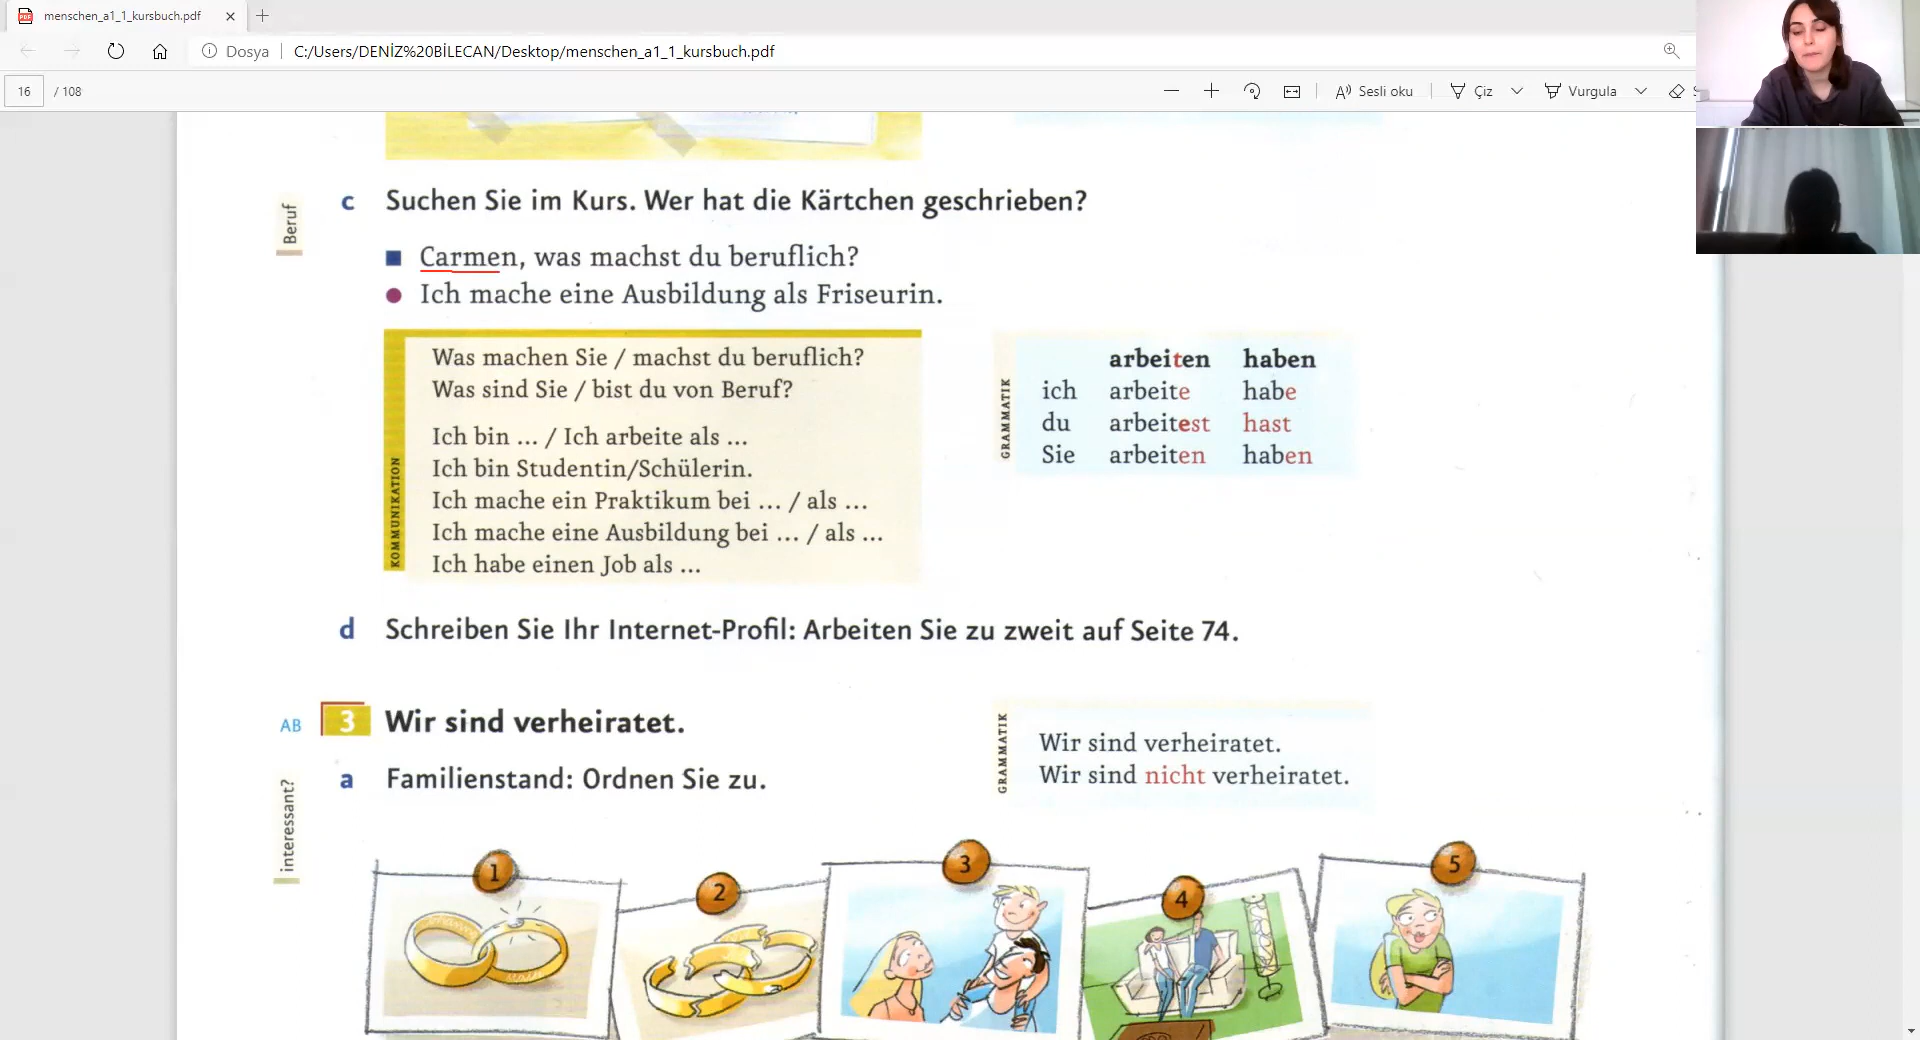 menschen_a1_1_kursbuch.pdf
Dosya
C:/Users/DENİZ%20BİLECAN/Desktop/menschen_a1_1_kursbuch.pdf
16 / 108
Sesli oku
Çiz
Vurgula
Beruf
c Suchen Sie im Kurs. Wer hat die Kärtchen geschrieben?
Carmen, was machst du beruflich?
Ich mache eine Ausbildung als Friseurin.
KOMMUNIKATION
Was machen Sie / machst du beruflich?
Was sind Sie / bist du von Beruf?
Ich bin ... / Ich arbeite als ...
Ich bin Studentin/Schülerin.
Ich mache ein Praktikum bei ... / als ...
Ich mache eine Ausbildung bei ... / als ...
Ich habe einen Job als ...
GRAMMATIK
arbeiten haben
ich arbeite habe
du arbeitest hast
Sie arbeiten haben
d Schreiben Sie Ihr Internet-Profil: Arbeiten Sie zu zweit auf Seite 74.
AB 3 Wir sind verheiratet.
interessant?
a Familienstand: Ordnen Sie zu.
GRAMMATIK
Wir sind verheiratet.
Wir sind nicht verheiratet.
1
2
3
4
5